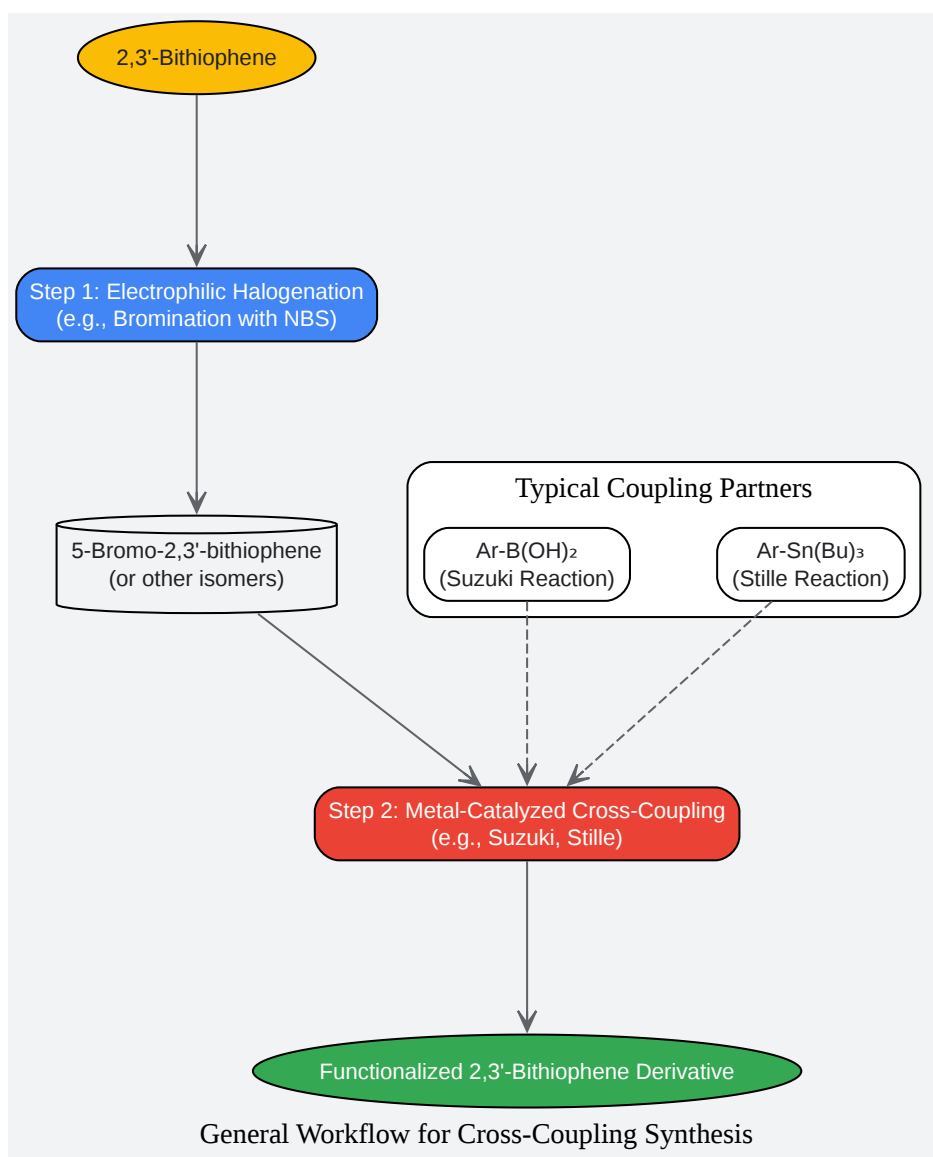 2,3'-Bithiophene
Step 1: Electrophilic Halogenation
(e.g., Bromination with NBS)
5-Bromo-2,3'-bithiophene
(or other isomers)
Typical Coupling Partners
Ar-B(OH)₂
(Suzuki Reaction)
Ar-Sn(Bu)₃
(Stille Reaction)
Step 2: Metal-Catalyzed Cross-Coupling
(e.g., Suzuki, Stille)
Functionalized 2,3'-Bithiophene Derivative
General Workflow for Cross-Coupling Synthesis